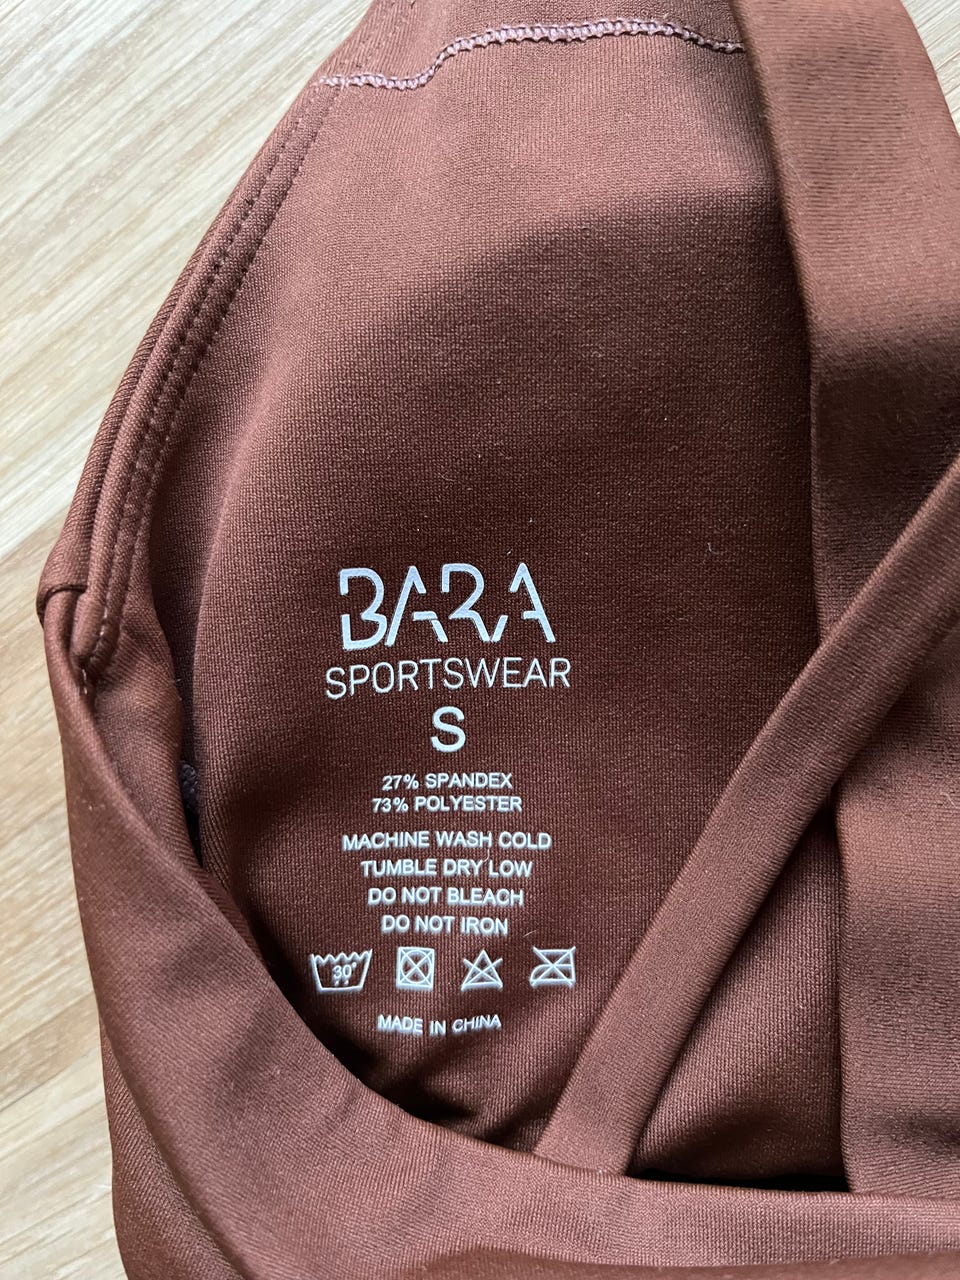 BARA
SPORTSWEAR
S
27% SPANDEX
73% POLYESTER
MACHINE WASH COLD
TUMBLE DRY LOW
DO NOT BLEACH
DO NOT IRON
30°
MADE IN CHINA